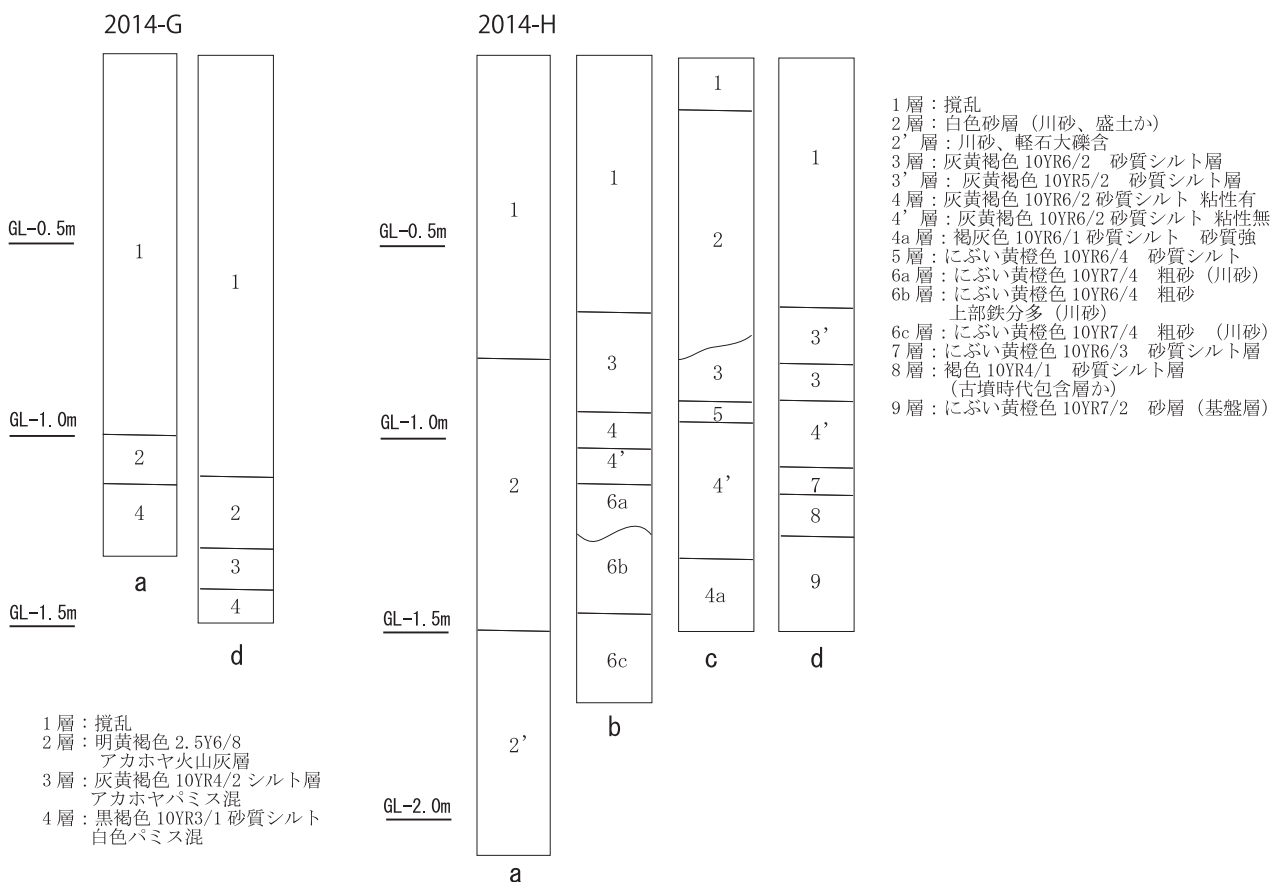 2014-G
GL-0.5m
GL-1.0m
GL-1.5m
1
2
4
a
1
2
3
4
d
1層：撹乱
2層：明黄褐色 2.5Y6/8
アカホヤ火山灰層
3層：灰黄褐色 10YR4/2 シルト層
アカホヤパミス混
4層：黒褐色 10YR3/1 砂質シルト
白色パミス混
2014-H
GL-0.5m
GL-1.0m
GL-1.5m
GL-2.0m
1
2
2’
a
1
3
4
4’
6a
6b
6c
b
1
2
3
5
4’
4a
c
1
3’
3
4’
7
8
9
d
1層：撹乱
2層：白色砂層（川砂、盛土か）
2’層：川砂、軽石大礫含
3層：灰黄褐色 10YR6/2　砂質シルト層
3’層：灰黄褐色 10YR5/2　砂質シルト層
4層：灰黄褐色 10YR6/2 砂質シルト 粘性有
4’層：灰黄褐色 10YR6/2 砂質シルト 粘性無
4a層：褐灰色 10YR6/1 砂質シルト　砂質強
5層：にぶい黄橙色 10YR6/4　砂質シルト
6a層：にぶい黄橙色 10YR7/4　粗砂（川砂）
6b層：にぶい黄橙色 10YR6/4　粗砂
上部鉄分多（川砂）
6c層：にぶい黄橙色 10YR7/4　粗砂　（川砂）
7層：にぶい黄橙色 10YR6/3　砂質シルト層
8層：褐色 10YR4/1　砂質シルト層
（古墳時代包含層か）
9層：にぶい黄橙色 10YR7/2　砂層（基盤層）